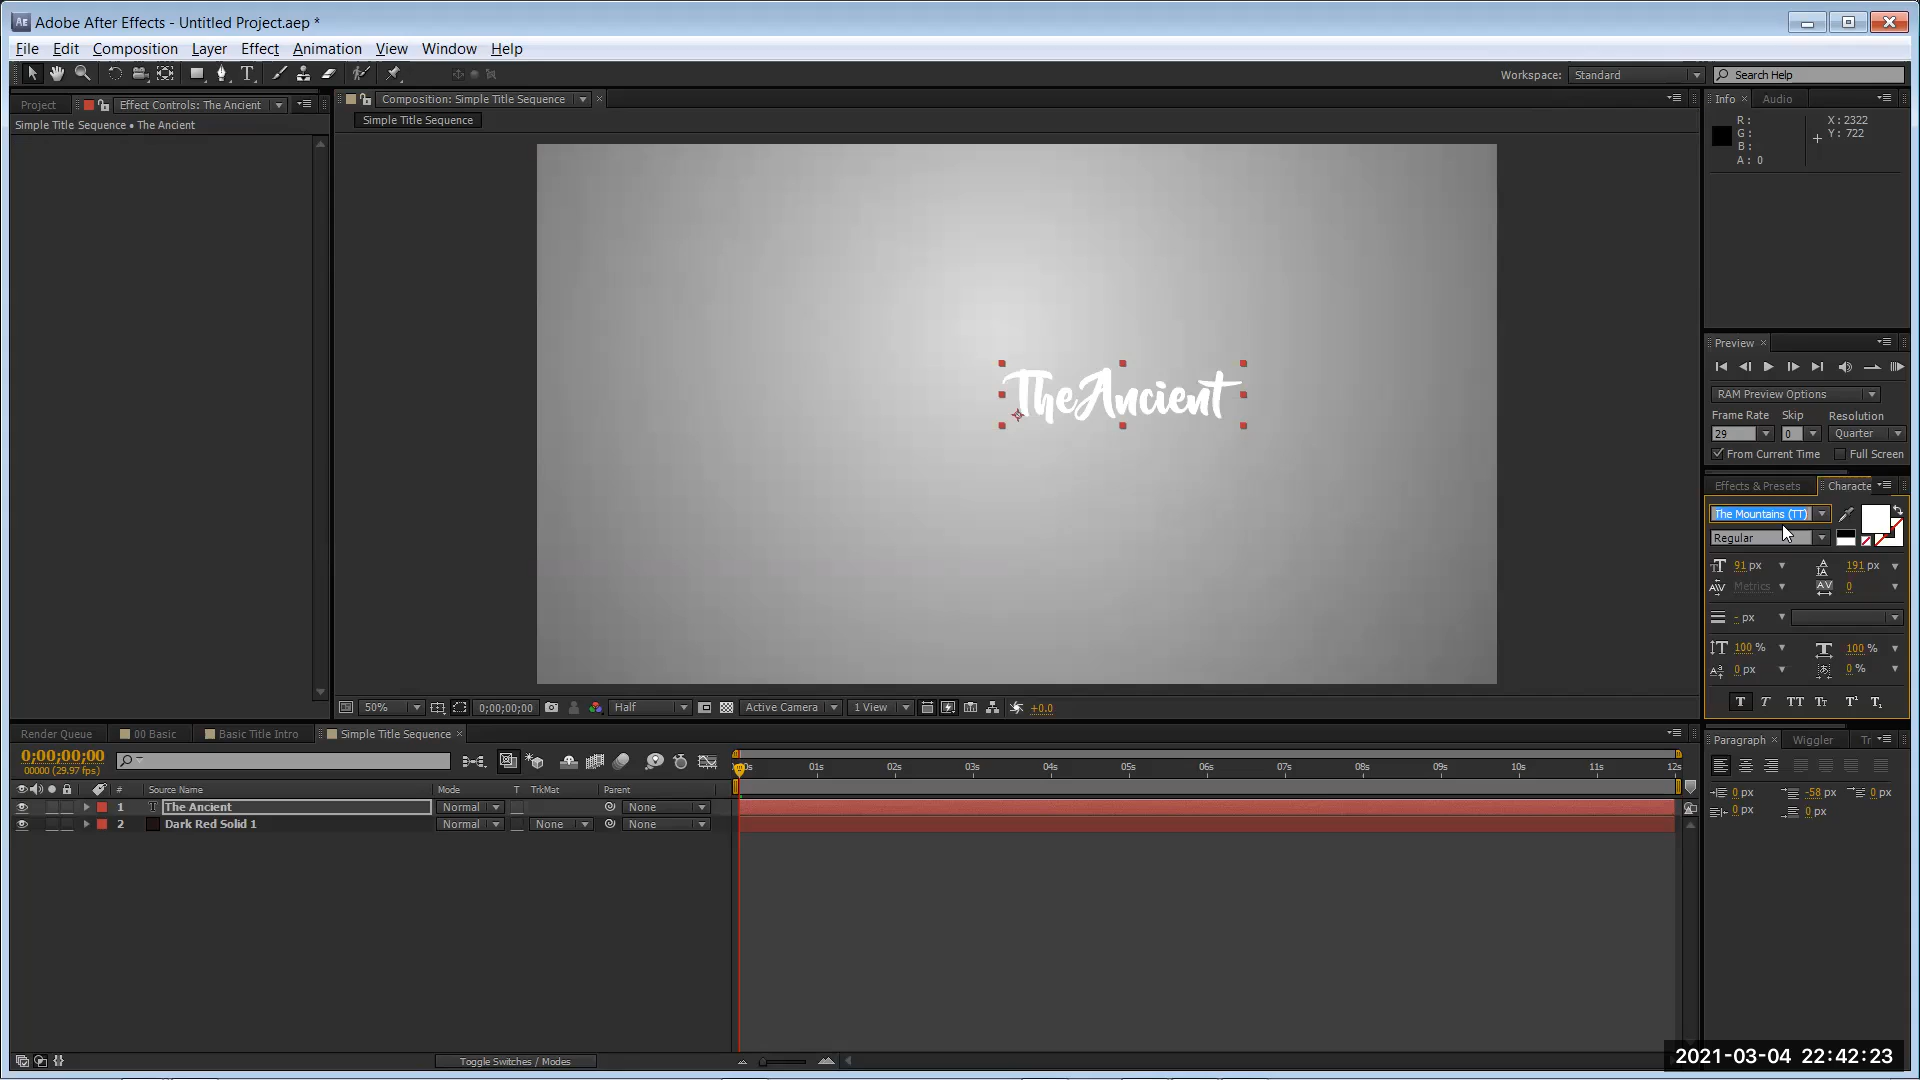 Adobe After Effects - Untitled Project.aep *
File Edit Composition Layer Effect Animation View Window Help
Workspace: Standard Search Help
Project Effect Controls: The Ancient
Simple Title Sequence • The Ancient
Composition: Simple Title Sequence
Simple Title Sequence
TheAncient
50% 0;00;00;00 Half Active Camera 1 View +0.0
Info Audio
R :
G :
B :
A : 0
X : 2322
Y : 722
Preview
RAM Preview Options
Frame Rate Skip Resolution
29 0 Quarter
From Current Time Full Screen
Effects & Presets Characte
The Mountains (TT)
Regular
91 px 191 px
Metrics 0
- px
100 % 100 %
0 px 0 %
Paragraph Wiggler Tr
0 px -58 px 0 px
0 px 0 px
Render Queue 00 Basic Basic Title Intro Simple Title Sequence
0;00;00;00
00000 (29.97 fps)
# Source Name Mode T TrkMat Parent
1 The Ancient Normal None
2 Dark Red Solid 1 Normal None None
01s 02s 03s 04s 05s 06s 07s 08s 09s 10s 11s 12s
Toggle Switches / Modes
2021-03-04 22:42:23